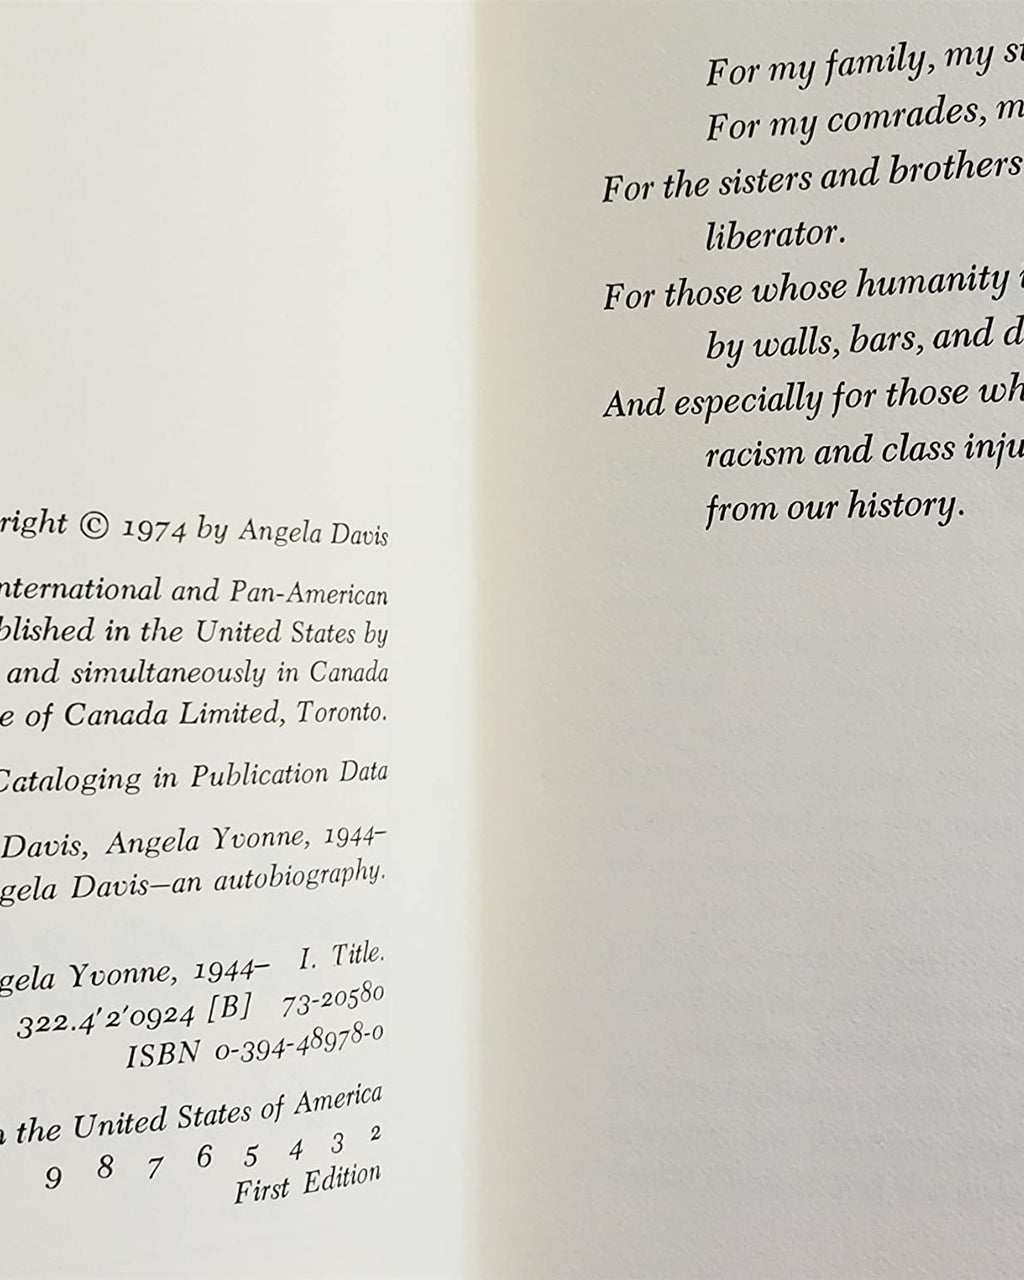 right © 1974 by Angela Davis
International and Pan-American
blished in the United States by
and simultaneously in Canada
e of Canada Limited, Toronto.
Cataloging in Publication Data
Davis, Angela Yvonne, 1944–
gela Davis—an autobiography.
gela Yvonne, 1944– I. Title.
322.4'2'0924 [B] 73-20580
ISBN 0-394-48978-0
the United States of America
9 8 7 6 5 4 3 2
First Edition
For my family, my
For my comrades,
For the sisters and brothers
liberator.
For those whose humanity
by walls, bars, and
And especially for those
racism and class
from our history.